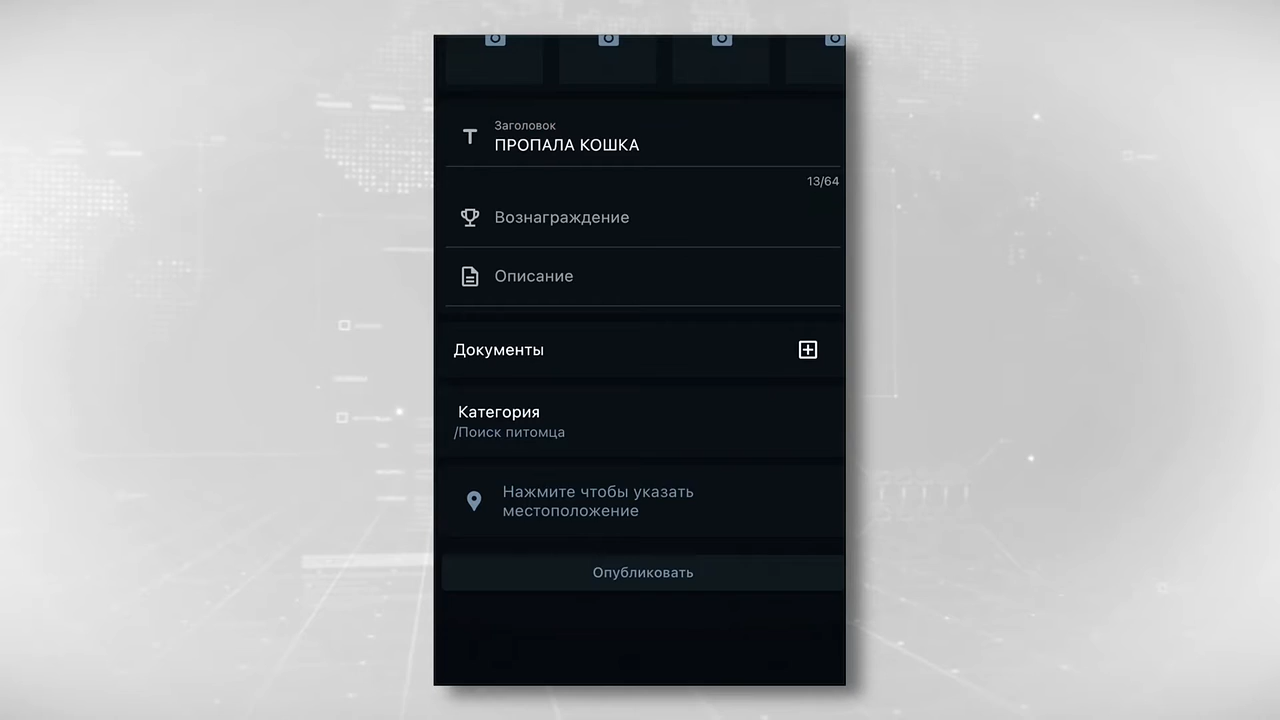 Заголовок
ПРОПАЛА КОШКА
13/64
Вознаграждение
Описание
Документы
Категория
/Поиск питомца
Нажмите чтобы указать
местоположение
Опубликовать